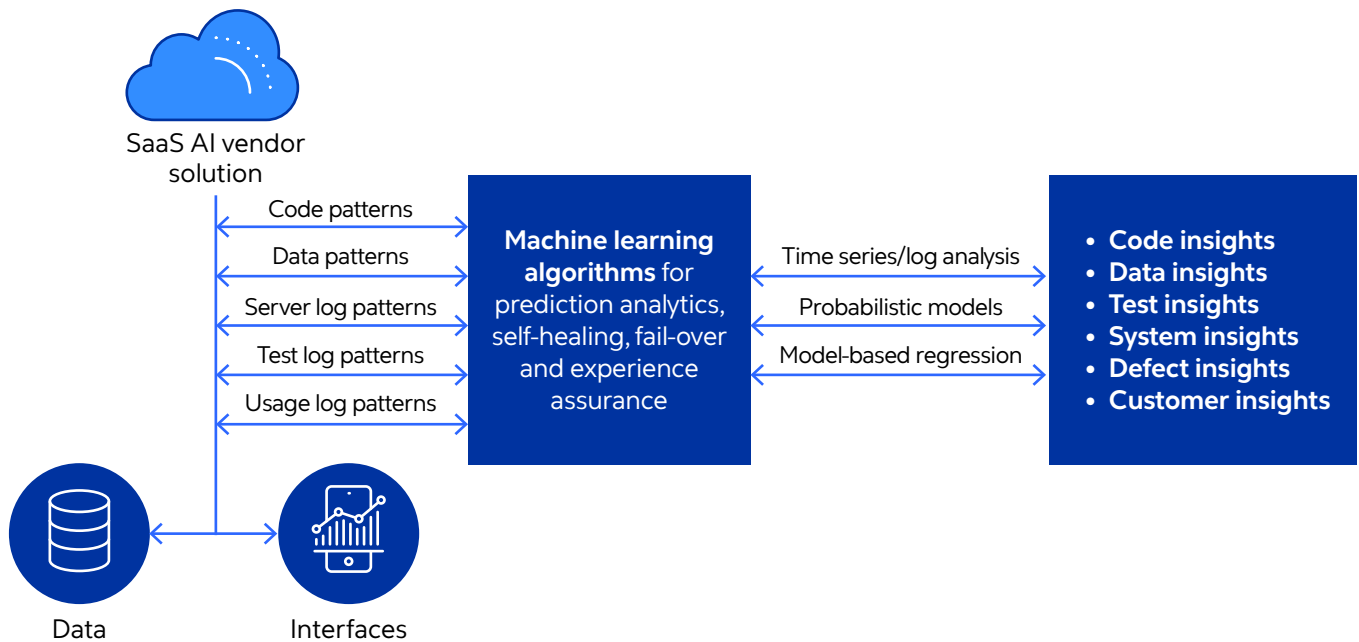 SaaS AI vendor
solution
Code patterns
Data patterns
Server log patterns
Test log patterns
Usage log patterns
Machine learning
algorithms for
prediction analytics,
self-healing, fail-over
and experience
assurance
Time series/log analysis
Probabilistic models
Model-based regression
• Code insights
• Data insights
• Test insights
• System insights
• Defect insights
• Customer insights
Data
Interfaces